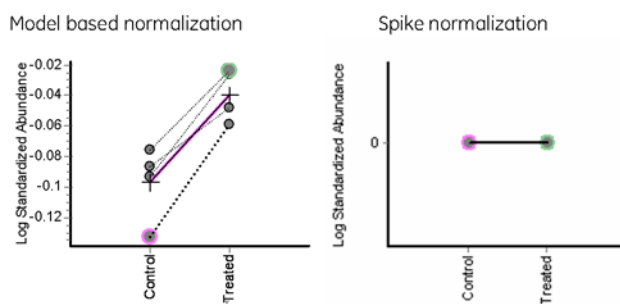 Model based normalization
Log Standardized Abundance
-0.02
-0.04
-0.06
-0.08
-0.1
-0.12
Control
Treated
Spike normalization
Log Standardized Abundance
0
Control
Treated